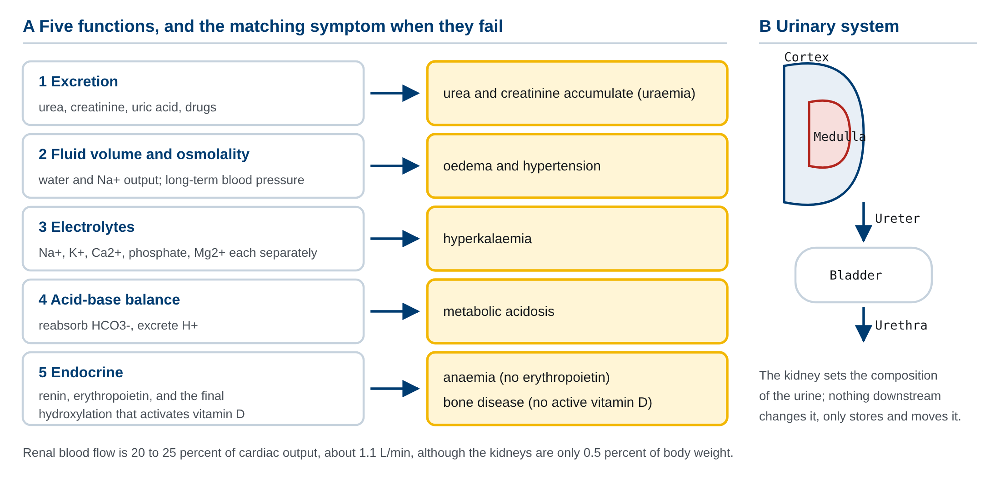 A Five functions, and the matching symptom when they fail
1 Excretion
urea, creatinine, uric acid, drugs
urea and creatinine accumulate (uraemia)
2 Fluid volume and osmolality
water and Na+ output; long-term blood pressure
oedema and hypertension
3 Electrolytes
Na+, K+, Ca2+, phosphate, Mg2+ each separately
hyperkalaemia
4 Acid-base balance
reabsorb HCO3-, excrete H+
metabolic acidosis
5 Endocrine
renin, erythropoietin, and the final
hydroxylation that activates vitamin D
anaemia (no erythropoietin)
bone disease (no active vitamin D)
Renal blood flow is 20 to 25 percent of cardiac output, about 1.1 L/min, although the kidneys are only 0.5 percent of body weight.
B Urinary system
Cortex
Medulla
Ureter
Bladder
Urethra
The kidney sets the composition
of the urine; nothing downstream
changes it, only stores and moves it.